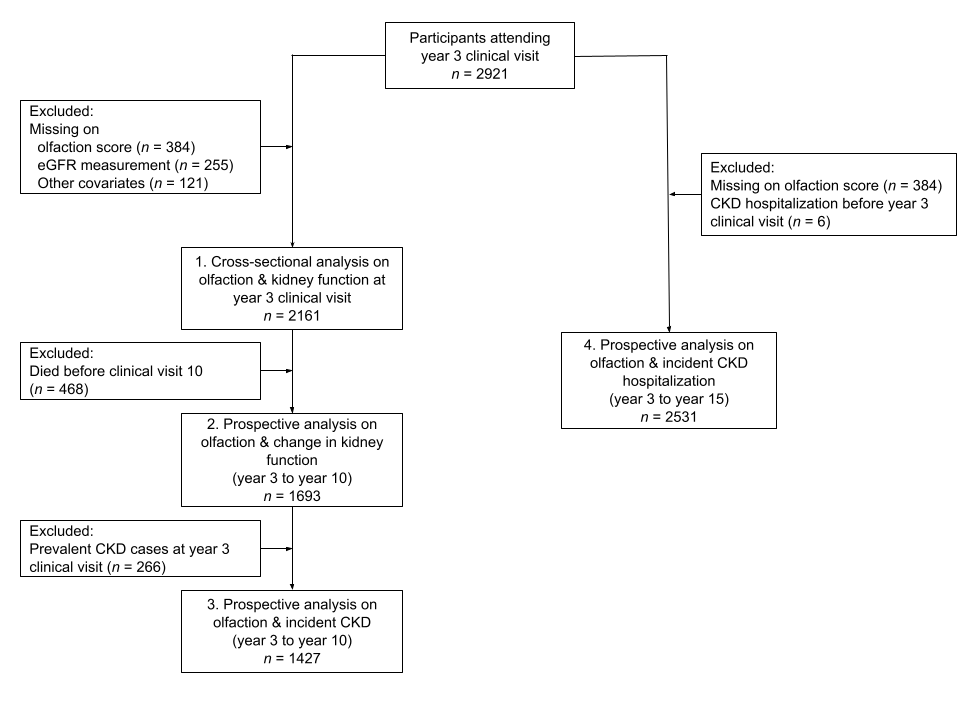 Participants attending
year 3 clinical visit
n = 2921
Excluded:
Missing on
olfaction score (n = 384)
eGFR measurement (n = 255)
Other covariates (n = 121)
Excluded:
Missing on olfaction score (n = 384)
CKD hospitalization before year 3
clinical visit (n = 6)
1. Cross-sectional analysis on
olfaction & kidney function at
year 3 clinical visit
n = 2161
Excluded:
Died before clinical visit 10
(n = 468)
4. Prospective analysis on
olfaction & incident CKD
hospitalization
(year 3 to year 15)
n = 2531
2. Prospective analysis on
olfaction & change in kidney
function
(year 3 to year 10)
n = 1693
Excluded:
Prevalent CKD cases at year 3
clinical visit (n = 266)
3. Prospective analysis on
olfaction & incident CKD
(year 3 to year 10)
n = 1427